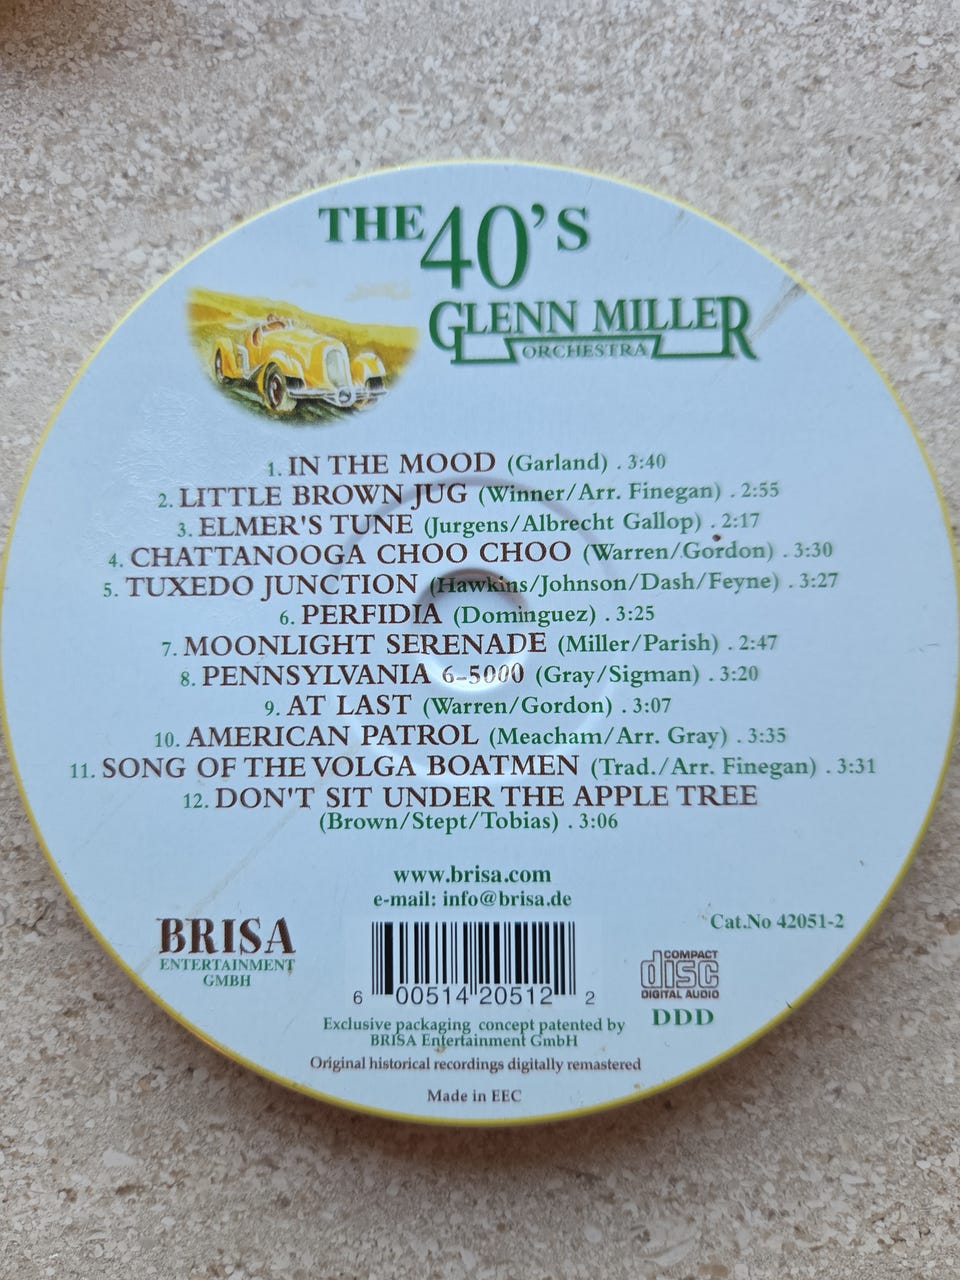 THE 40'S
GLENN MILLER
ORCHESTRA
1. IN THE MOOD (Garland) . 3:40
2. LITTLE BROWN JUG (Winner/Arr. Finegan) . 2:55
3. ELMER'S TUNE (Jurgens/Albrecht Gallop) . 2:17
4. CHATTANOOGA CHOO CHOO (Warren/Gordon) . 3:30
5. TUXEDO JUNCTION (Hawkins/Johnson/Dash/Feyne) . 3:27
6. PERFIDIA (Dominguez) . 3:25
7. MOONLIGHT SERENADE (Miller/Parish) . 2:47
8. PENNSYLVANIA 6-5000 (Gray/Sigman) . 3:20
9. AT LAST (Warren/Gordon) . 3:07
10. AMERICAN PATROL (Meacham/Arr. Gray) . 3:35
11. SONG OF THE VOLGA BOATMEN (Trad./Arr. Finegan) . 3:31
12. DON'T SIT UNDER THE APPLE TREE
(Brown/Stept/Tobias) . 3:06
www.brisa.com
e-mail: info@brisa.de
BRISA
ENTERTAINMENT
GMBH
Cat.No 42051-2
6 00514 20512 2
COMPACT
disc
DIGITAL AUDIO
DDD
Exclusive packaging concept patented by
BRISA Entertainment GmbH
Original historical recordings digitally remastered
Made in EEC